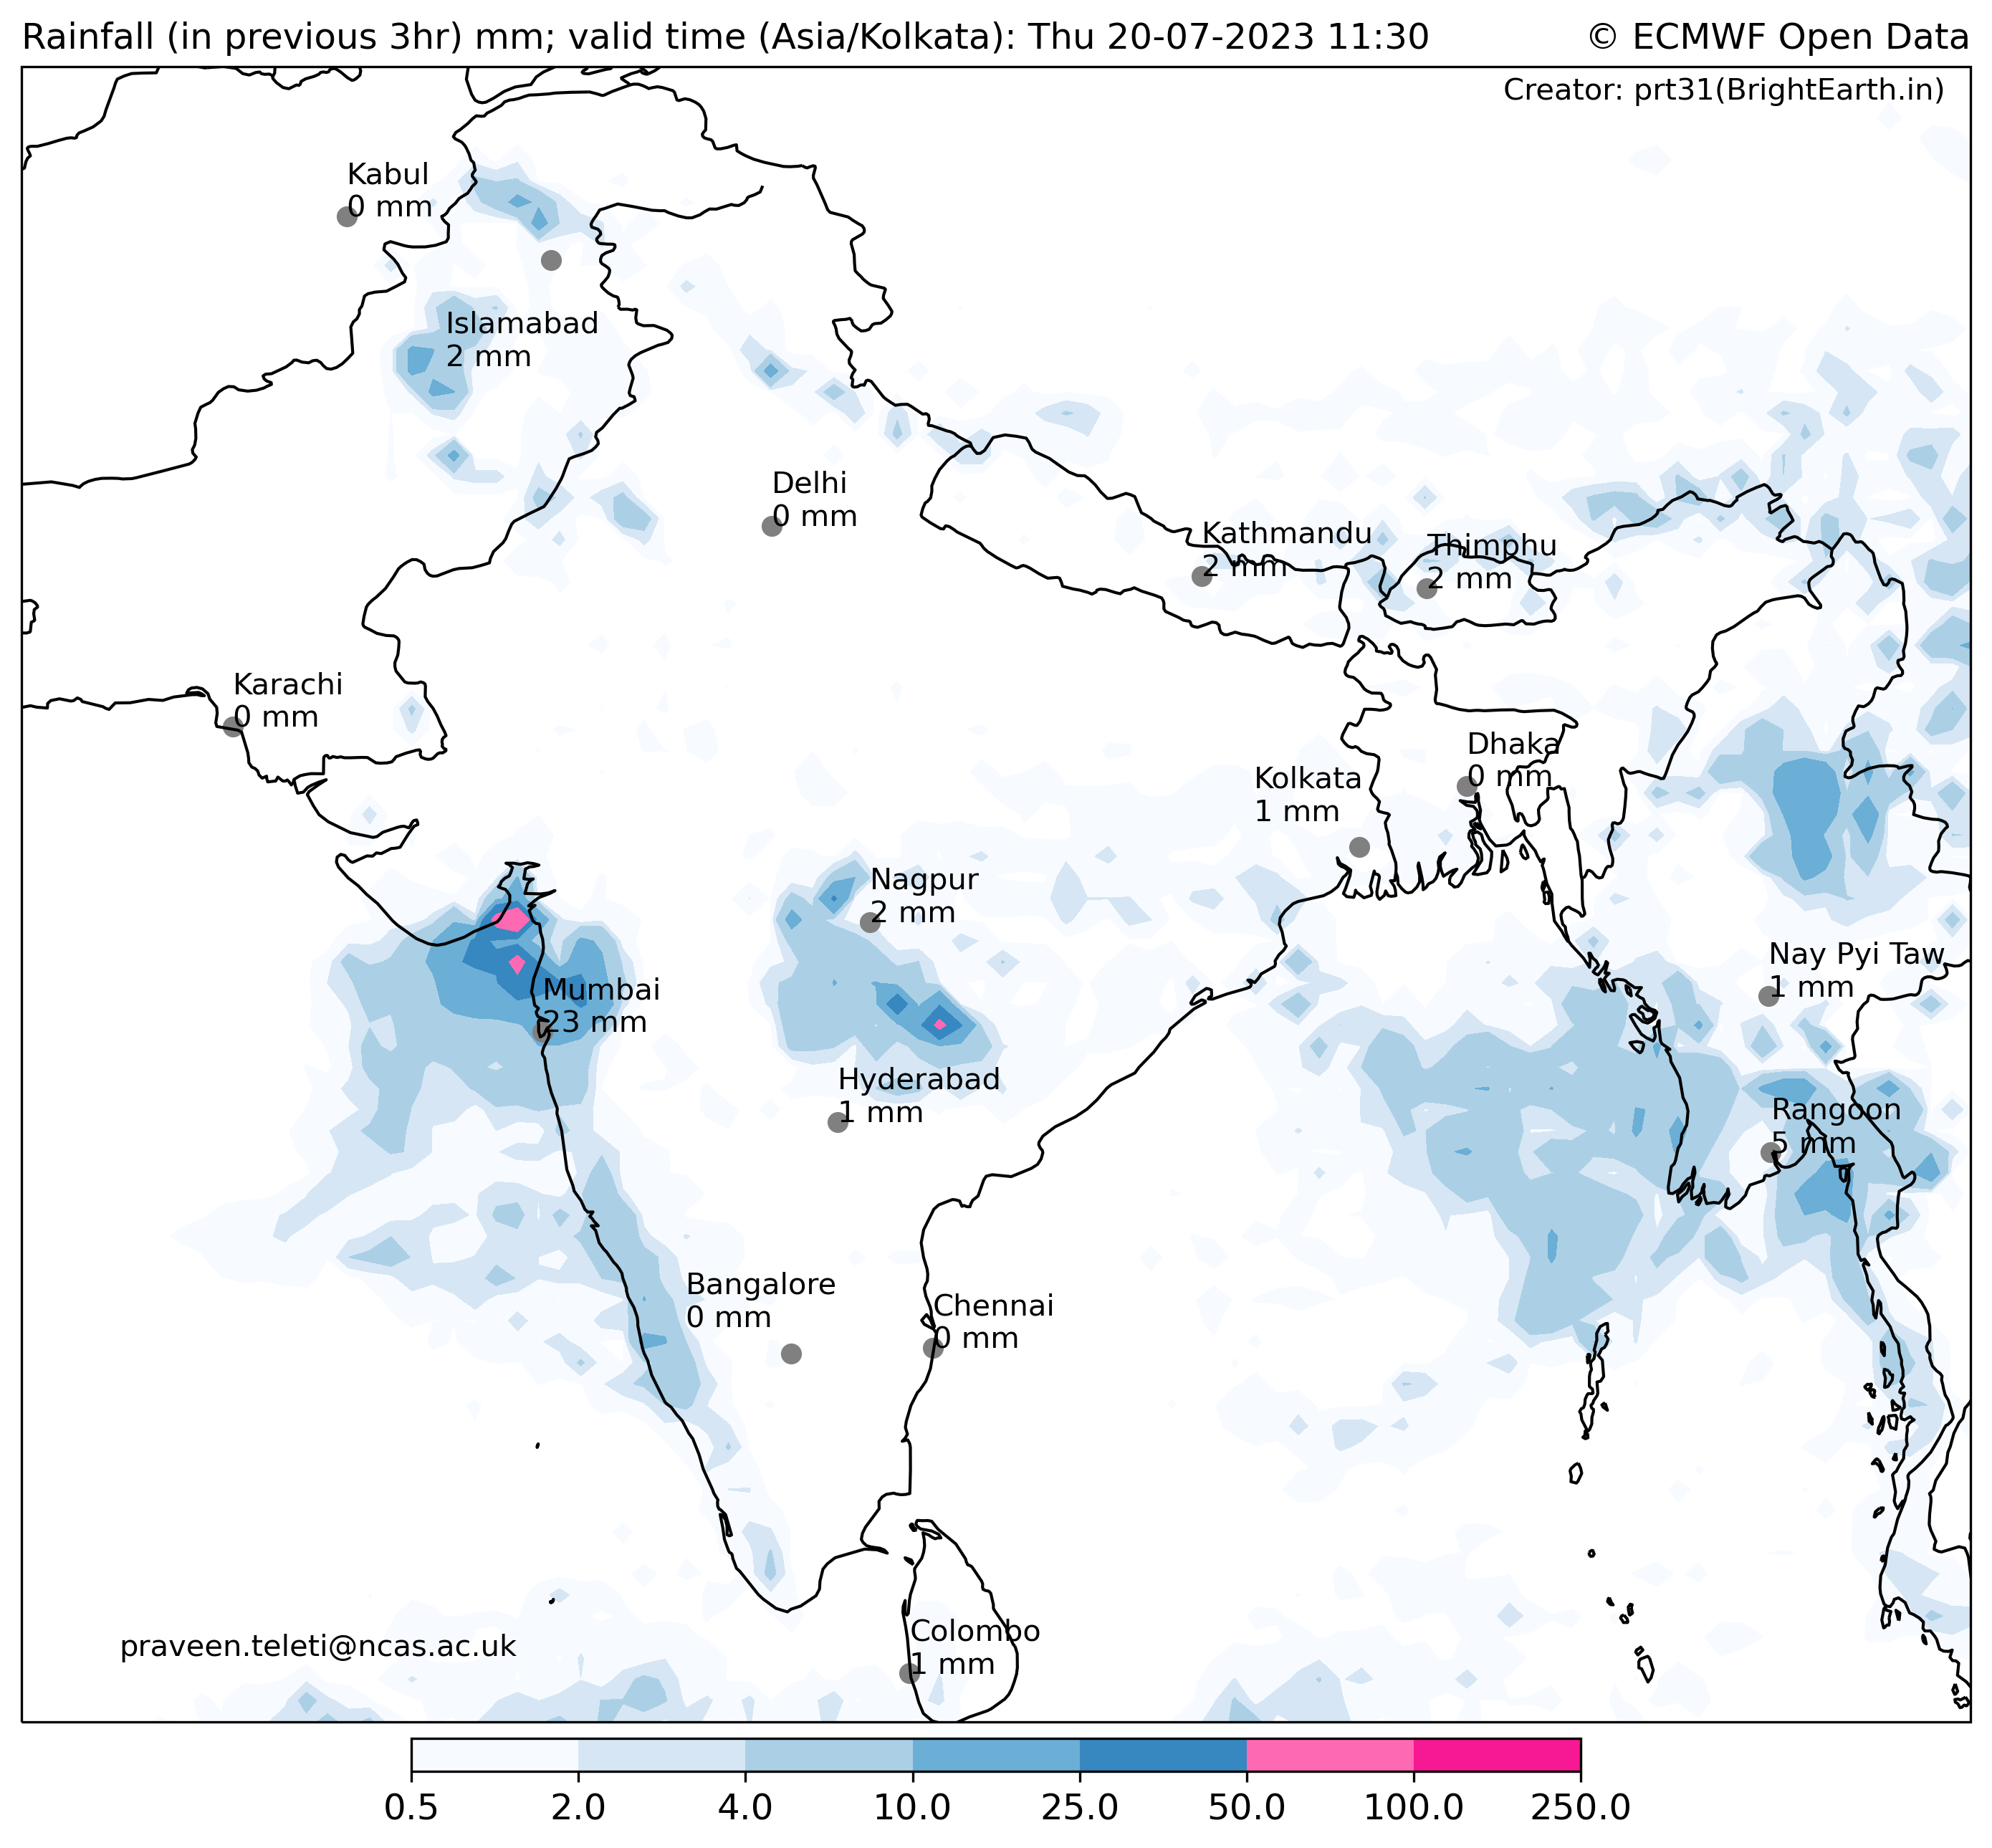 Rainfall (in previous 3hr) mm; valid time (Asia/Kolkata): Thu 20-07-2023 11:30
© ECMWF Open Data
Creator: prt31(BrightEarth.in)
Kabul
0 mm
Islamabad
2 mm
Delhi
0 mm
Kathmandu
2 mm
Thimphu
2 mm
Karachi
0 mm
Dhaka
0 mm
Kolkata
1 mm
Nagpur
2 mm
Nay Pyi Taw
1 mm
Mumbai
23 mm
Hyderabad
1 mm
Rangoon
5 mm
Bangalore
0 mm
Chennai
0 mm
Colombo
1 mm
praveen.teleti@ncas.ac.uk
0.5 2.0 4.0 10.0 25.0 50.0 100.0 250.0